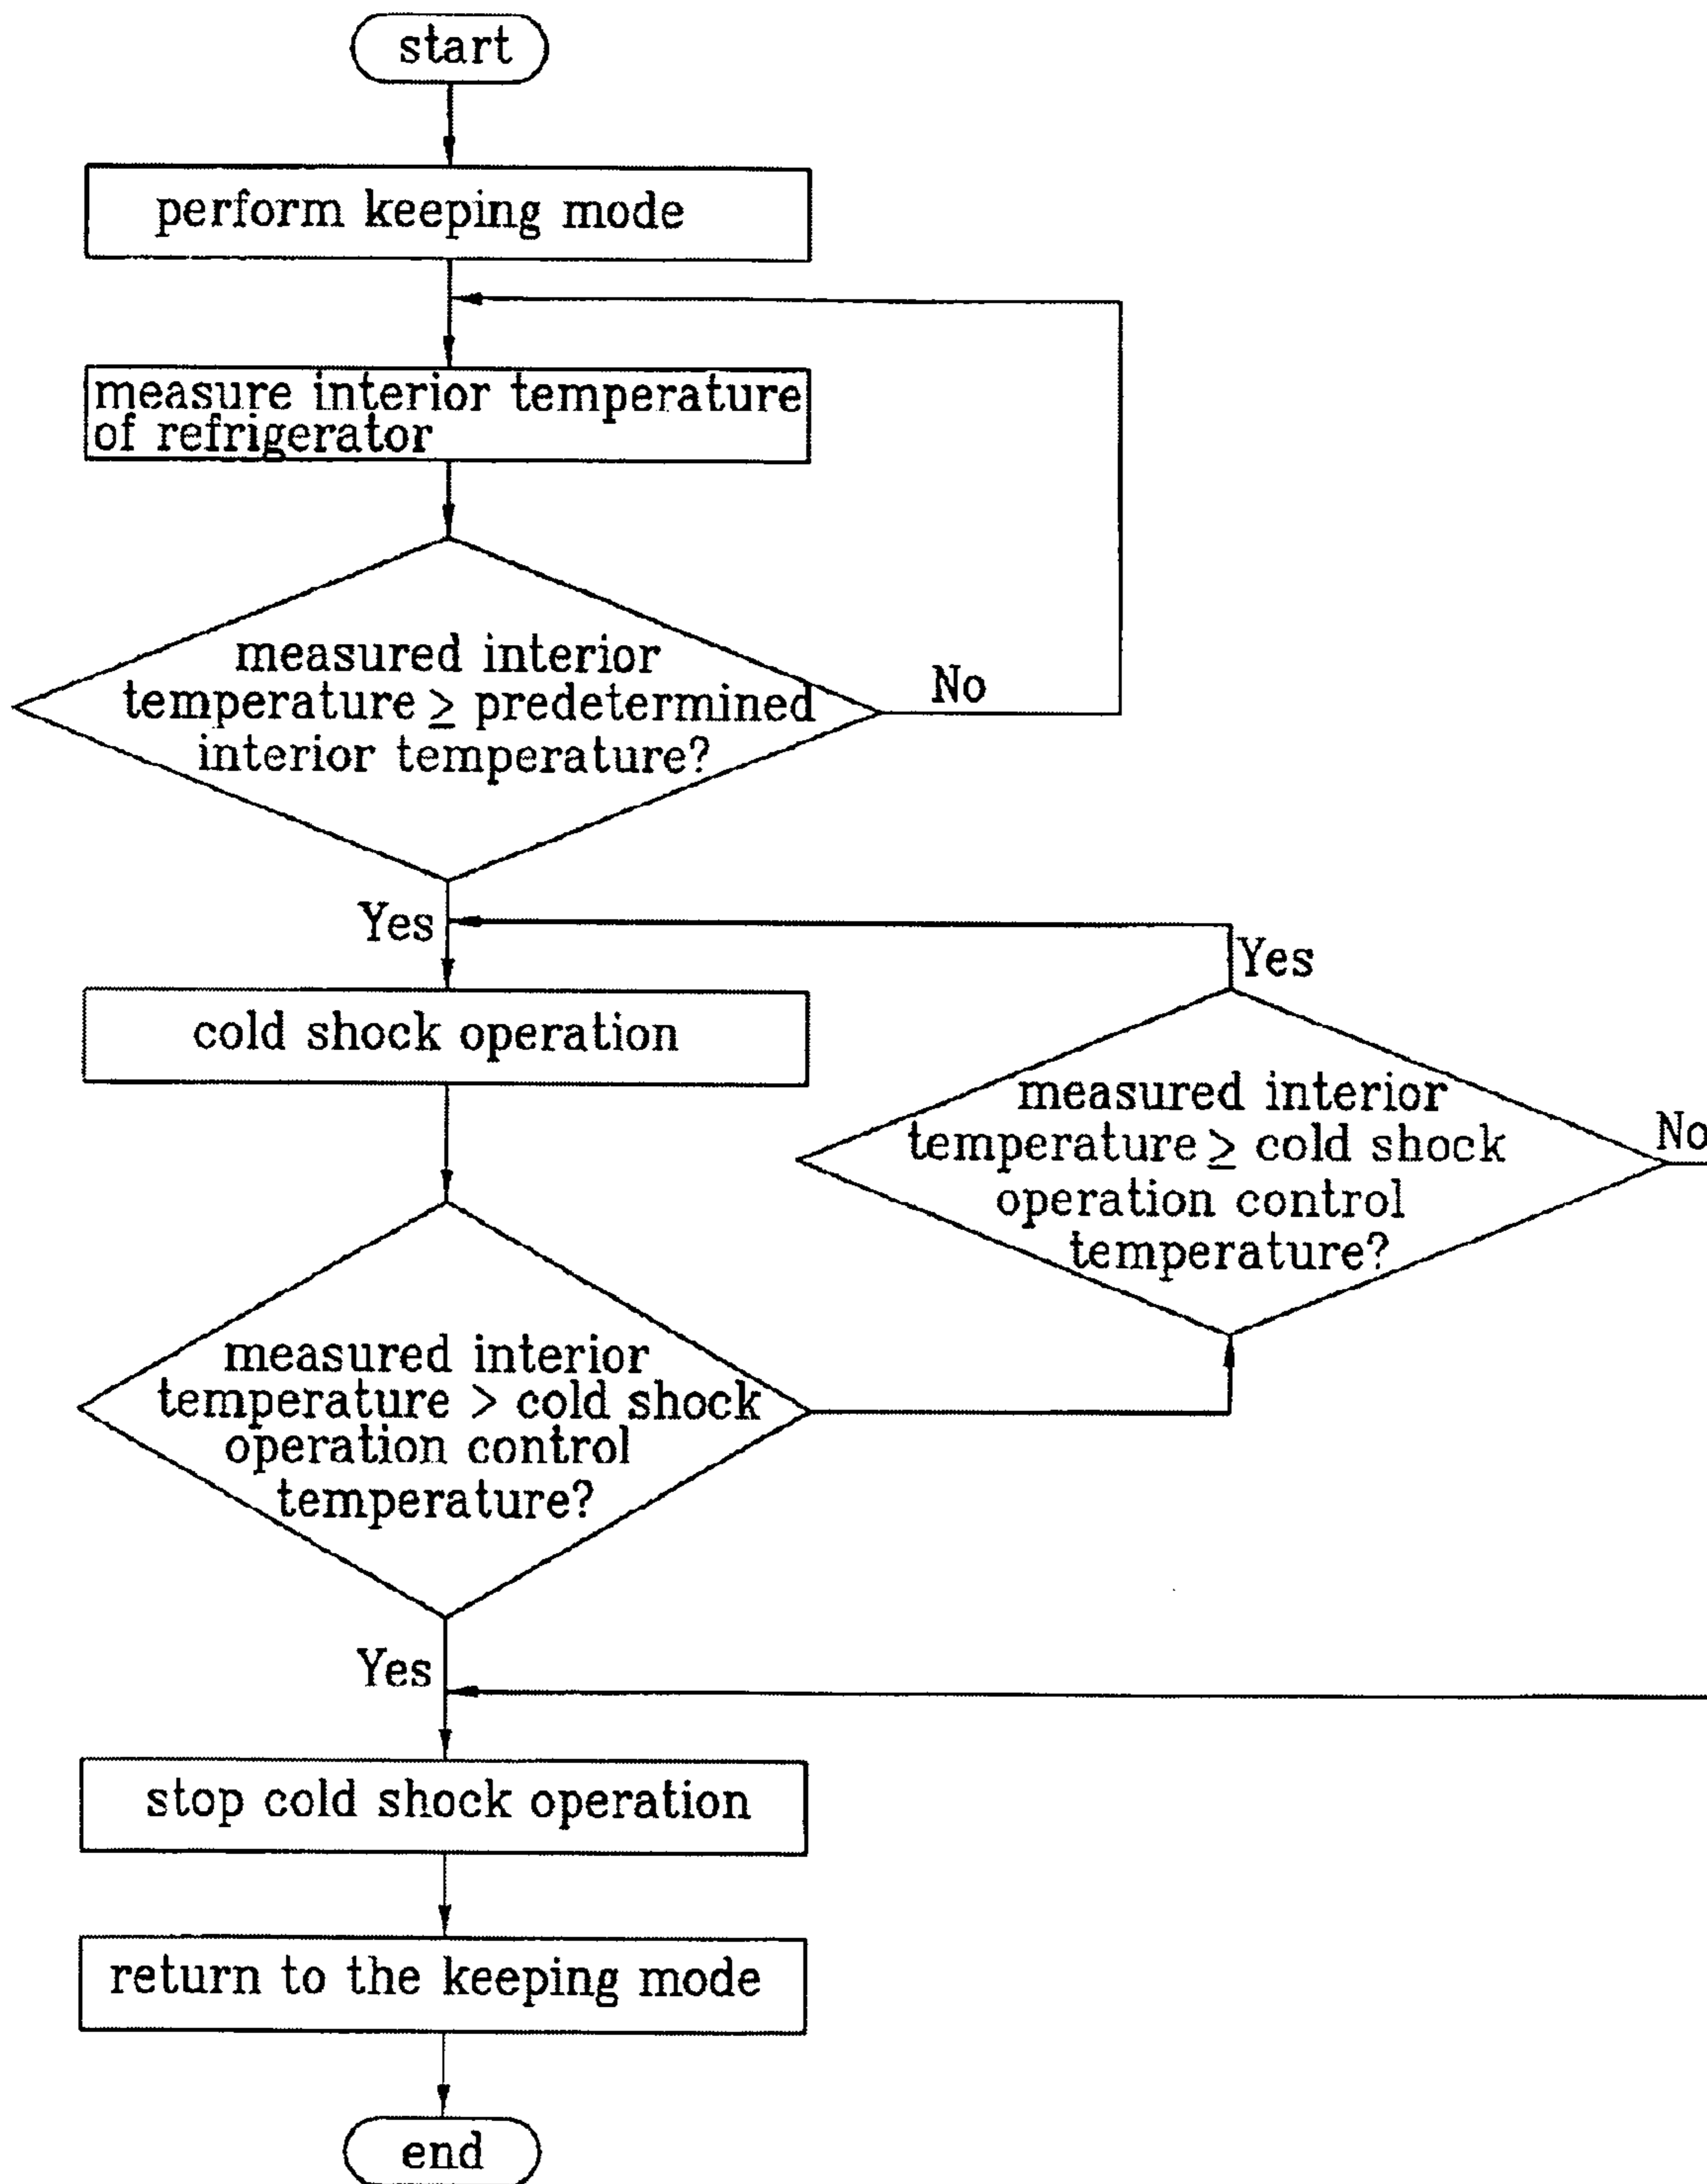 start
perform keeping mode
measure interior temperature
of refrigerator
measured interior
temperature ≥ predetermined
interior temperature?
No
Yes
cold shock operation
Yes
measured interior
temperature ≥ cold shock
operation control
temperature?
No
measured interior
temperature > cold shock
operation control
temperature?
Yes
stop cold shock operation
return to the keeping mode
end